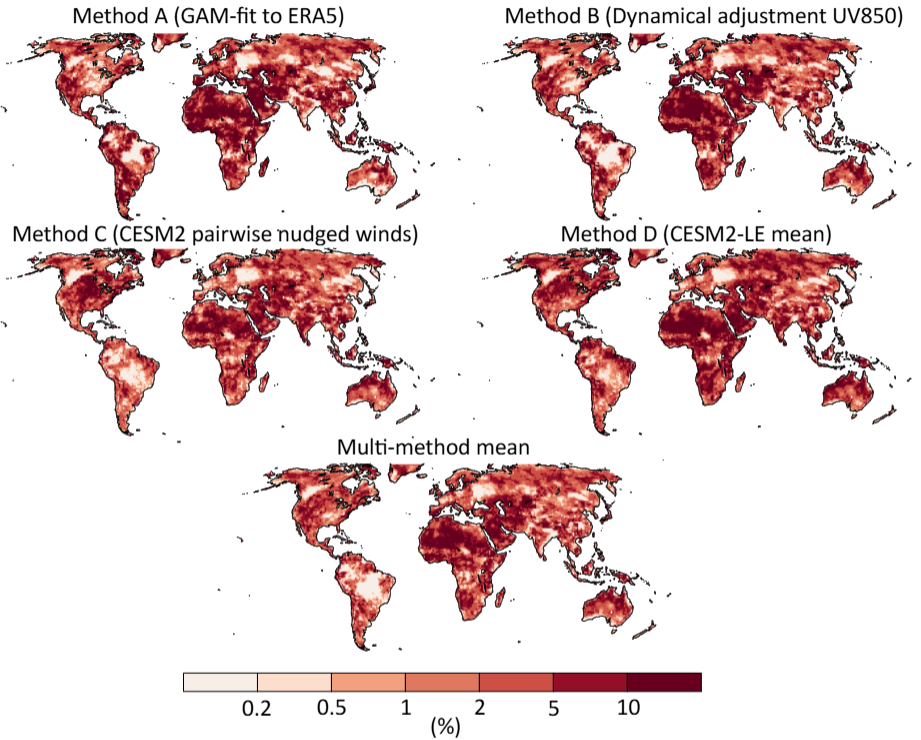 Method A (GAM-fit to ERA5)
Method B (Dynamical adjustment UV850)
Method C (CESM2 pairwise nudged winds)
Method D (CESM2-LE mean)
Multi-method mean
0.2 0.5 1 2 5 10
(%)